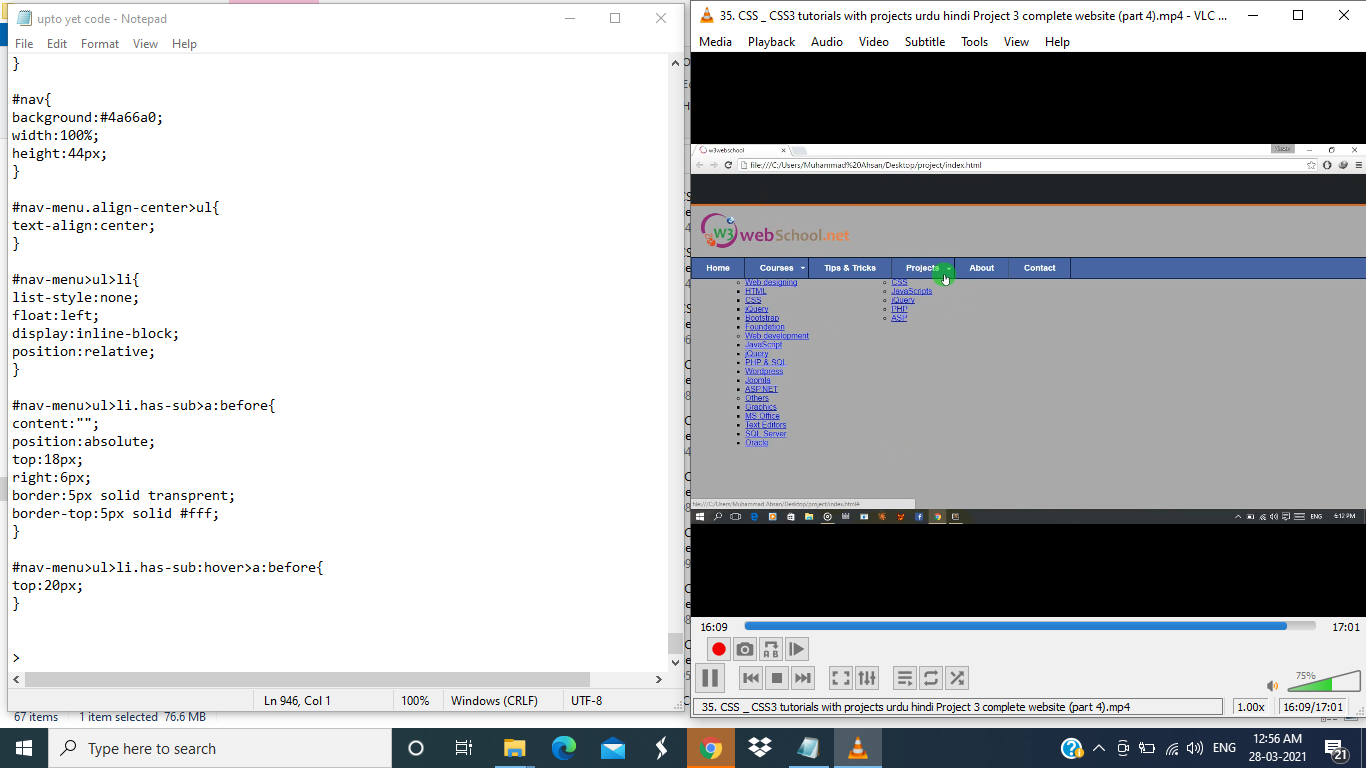 upto yet code - Notepad
File Edit Format View Help
}
#nav{
background:#4a66a0;
width:100%;
height:44px;
}
#nav-menu.align-center>ul{
text-align:center;
}
#nav-menu>ul>li{
list-style:none;
float:left;
display:inline-block;
position:relative;
}
#nav-menu>ul>li.has-sub>a:before{
content:"";
position:absolute;
top:18px;
right:6px;
border:5px solid transprent;
border-top:5px solid #fff;
}
#nav-menu>ul>li.has-sub:hover>a:before{
top:20px;
}
>
Ln 946, Col 1 100% Windows (CRLF) UTF-8
67 items 1 item selected 76.6 MB
35. CSS _ CSS3 tutorials with projects urdu hindi Project 3 complete website (part 4).mp4 - VLC ...
Media Playback Audio Video Subtitle Tools View Help
w3webschool
file:///C:/Users/Muhammad%20Ahsan/Desktop/project/index.html
W3 webSchool.net
Home Courses Tips & Tricks Projects About Contact
Web designing
HTML
CSS
jQuery
Bootstrap
Foundation
Web development
JavaScript
jQuery
PHP & SQL
Wordpress
Joomla
ASP.NET
Others
Graphics
MS Office
Text Editors
SQL Server
Oracle
CSS
JavaScripts
jQuery
PHP
ASP
file:///C:/Users/Muhammad Ahsan/Desktop/project/index.html#
ENG 6:12 PM
16:09 17:01
75%
35. CSS _ CSS3 tutorials with projects urdu hindi Project 3 complete website (part 4).mp4 1.00x 16:09/17:01
Type here to search
ENG 12:56 AM
28-03-2021
21